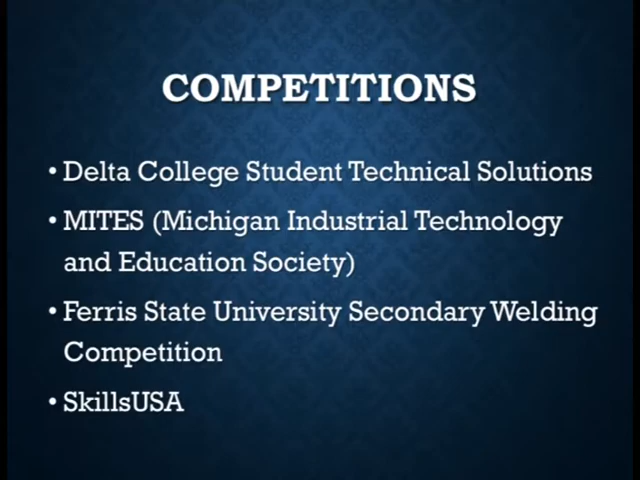 COMPETITIONS
• Delta College Student Technical Solutions
• MITES (Michigan Industrial Technology
and Education Society)
• Ferris State University Secondary Welding
Competition
• SkillsUSA